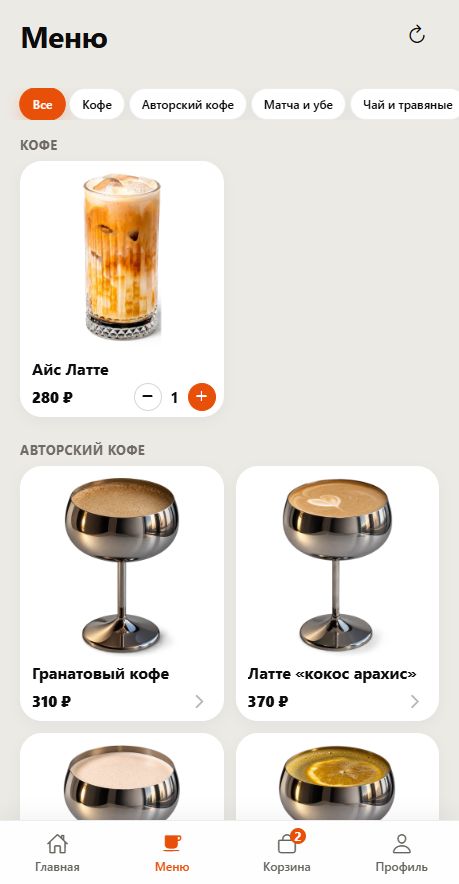 Меню
Все
Кофе
Авторский кофе
Матча и убе
Чай и травяные
КОФЕ
Айс Латте
280 ₽
− 1 +
АВТОРСКИЙ КОФЕ
Гранатовый кофе
310 ₽
Латте «кокос арахис»
370 ₽
2
Главная
Меню
Корзина
Профиль